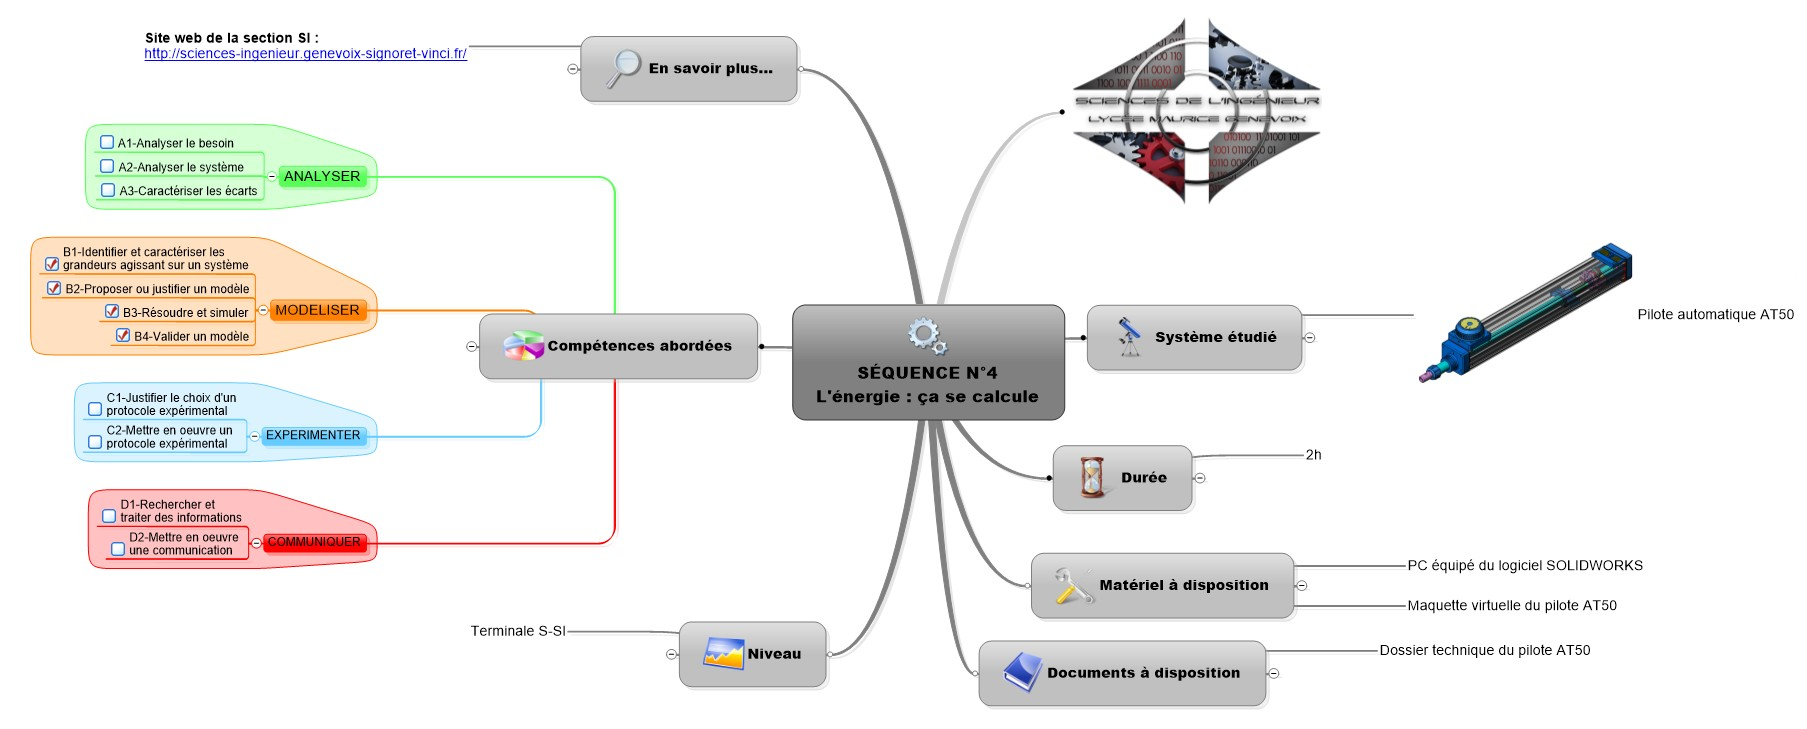 Site web de la section SI :
http://sciences-ingenieur.genevoix-signoret-vinci.fr/
En savoir plus...
SCIENCES DE L'INGÉNIEUR
LYCÉE MAURICE GENEVOIX
A1-Analyser le besoin
A2-Analyser le système
A3-Caractériser les écarts
ANALYSER
B1-Identifier et caractériser les
grandeurs agissant sur un système
B2-Proposer ou justifier un modèle
B3-Résoudre et simuler
B4-Valider un modèle
MODELISER
Compétences abordées
SÉQUENCE N°4
L'énergie : ça se calcule
Système étudié
Pilote automatique AT50
C1-Justifier le choix d'un
protocole expérimental
C2-Mettre en oeuvre un
protocole expérimental
EXPERIMENTER
D1-Rechercher et
traiter des informations
D2-Mettre en oeuvre
une communication
COMMUNIQUER
Durée
2h
Matériel à disposition
PC équipé du logiciel SOLIDWORKS
Maquette virtuelle du pilote AT50
Terminale S-SI
Niveau
Documents à disposition
Dossier technique du pilote AT50